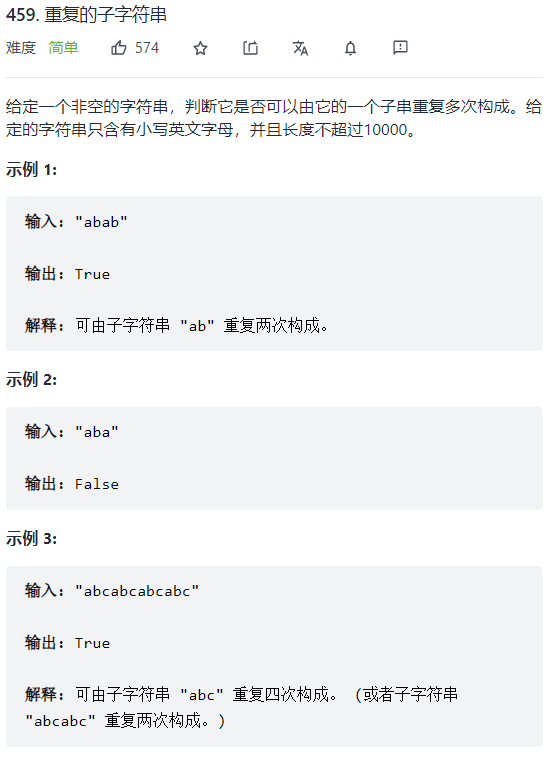 459. 重复的子字符串
难度 简单 574
给定一个非空的字符串，判断它是否可以由它的一个子串重复多次构成。给
定的字符串只含有小写英文字母，并且长度不超过10000。
示例 1:
输入: "abab"
输出: True
解释: 可由子字符串 "ab" 重复两次构成。
示例 2:
输入: "aba"
输出: False
示例 3:
输入: "abcabcabcabc"
输出: True
解释: 可由子字符串 "abc" 重复四次构成。 (或者子字符串
"abcabc" 重复两次构成。)